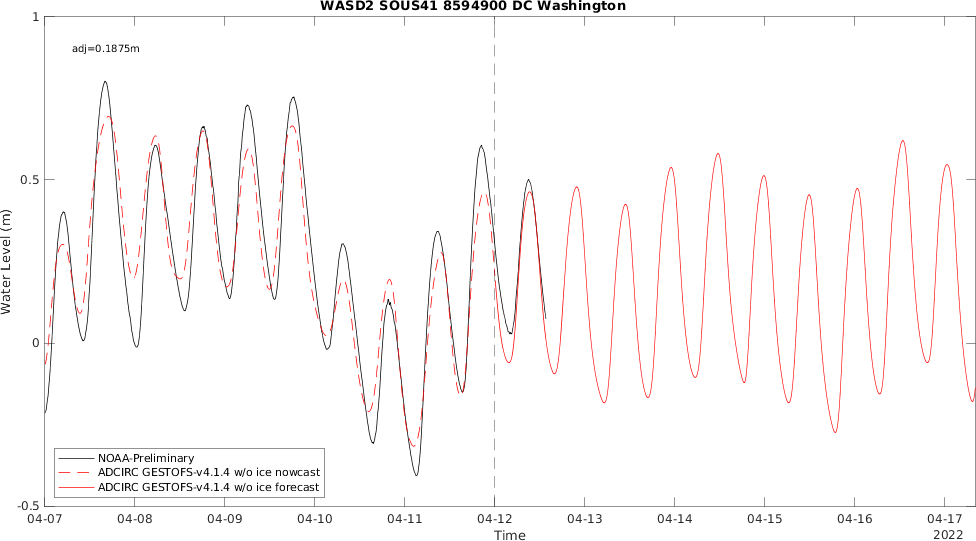 WASD2 SOUS41 8594900 DC Washington
adj=0.1875m
1
0.5
0
-0.5
Water Level (m)
NOAA-Preliminary
ADCIRC GESTOFS-v4.1.4 w/o ice nowcast
ADCIRC GESTOFS-v4.1.4 w/o ice forecast
04-07 04-08 04-09 04-10 04-11 04-12 04-13 04-14 04-15 04-16 04-17
Time 2022